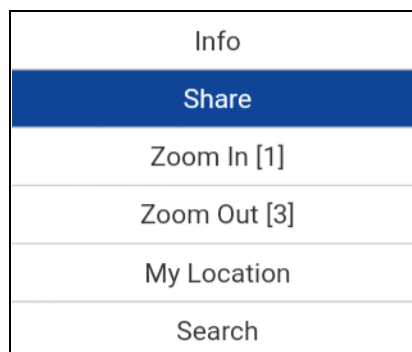 Info
Share
Zoom In [1]
Zoom Out [3]
My Location
Search